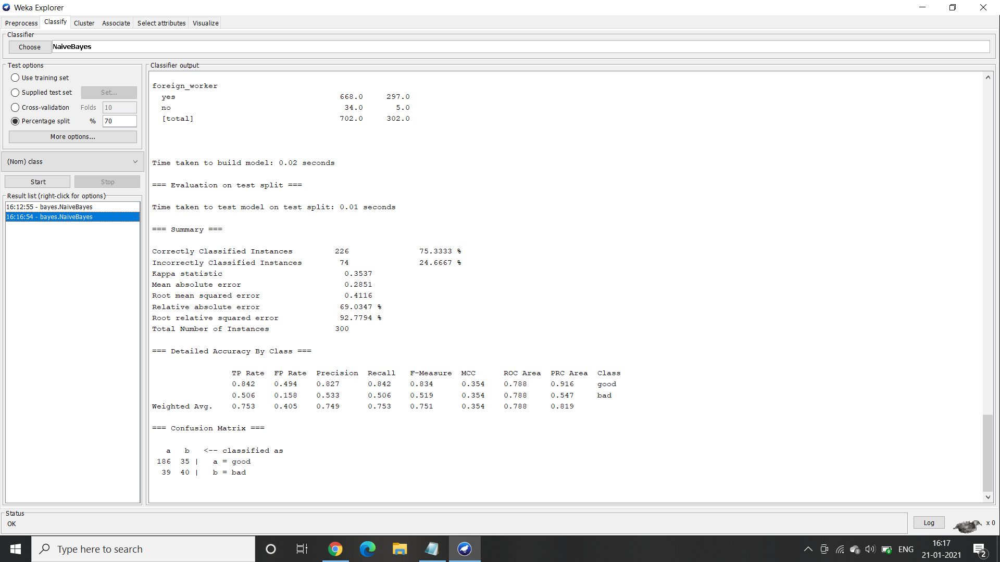 Weka Explorer
Preprocess Classify Cluster Associate Select attributes Visualize
Classifier
Choose NaiveBayes
Test options
Use training set
Supplied test set Set...
Cross-validation Folds 10
Percentage split % 70
More options...
(Nom) class
Start Stop
Result list (right-click for options)
16:12:55 - bayes.NaiveBayes
16:16:54 - bayes.NaiveBayes
Classifier output
foreign_worker
yes 668.0 297.0
no 34.0 5.0
[total] 702.0 302.0
Time taken to build model: 0.02 seconds
=== Evaluation on test split ===
Time taken to test model on test split: 0.01 seconds
=== Summary ===
Correctly Classified Instances 226 75.3333 %
Incorrectly Classified Instances 74 24.6667 %
Kappa statistic 0.3537
Mean absolute error 0.2851
Root mean squared error 0.4116
Relative absolute error 69.0347 %
Root relative squared error 92.7794 %
Total Number of Instances 300
=== Detailed Accuracy By Class ===
TP Rate FP Rate Precision Recall F-Measure MCC ROC Area PRC Area Class
0.842 0.494 0.827 0.842 0.834 0.354 0.788 0.916 good
0.506 0.158 0.533 0.506 0.519 0.354 0.788 0.547 bad
Weighted Avg. 0.753 0.405 0.749 0.753 0.751 0.354 0.788 0.819
=== Confusion Matrix ===
a b <-- classified as
186 35 | a = good
39 40 | b = bad
Status
OK
Log x 0
Type here to search
ENG
16:17
21-01-2021
2